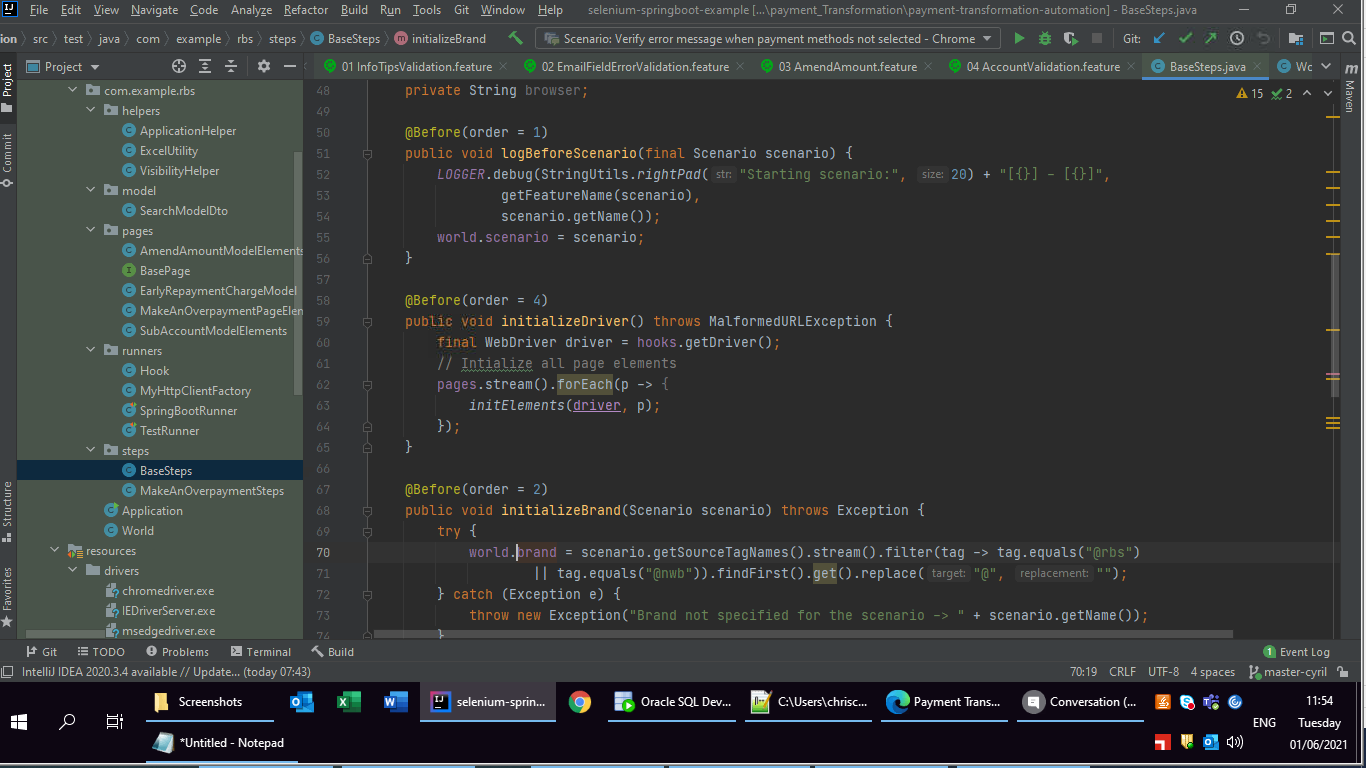 File Edit View Navigate Code Analyze Refactor Build Run Tools Git Window Help selenium-springboot-example [...\payment_Transformation\payment-transformation-automation] - BaseSteps.java
ion src test java com example rbs steps BaseSteps initializeBrand Scenario: Verify error message when payment methods not selected - Chrome Git:
Project 01 InfoTipsValidation.feature 02 EmailFieldErrorValidation.feature 03 AmendAmount.feature 04 AccountValidation.feature BaseSteps.java Wo
Project
Commit
Structure
Favorites
Maven
com.example.rbs
helpers
ApplicationHelper
ExcelUtility
VisibilityHelper
model
SearchModelDto
pages
AmendAmountModelElements
BasePage
EarlyRepaymentChargeModel
MakeAnOverpaymentPageElen
SubAccountModelElements
runners
Hook
MyHttpClientFactory
SpringBootRunner
TestRunner
steps
BaseSteps
MakeAnOverpaymentSteps
Application
World
resources
drivers
chromedriver.exe
IEDriverServer.exe
msedgedriver.exe
15 2
48 private String browser;
49
50 @Before(order = 1)
51 public void logBeforeScenario(final Scenario scenario) {
52 LOGGER.debug(StringUtils.rightPad( str: "Starting scenario:", size: 20) + "[{}] - [{}]",
53 getFeatureName(scenario),
54 scenario.getName());
55 world.scenario = scenario;
56 }
57
58 @Before(order = 4)
59 public void initializeDriver() throws MalformedURLException {
60 final WebDriver driver = hooks.getDriver();
61 // Intialize all page elements
62 pages.stream().forEach(p -> {
63 initElements(driver, p);
64 });
65 }
66
67 @Before(order = 2)
68 public void initializeBrand(Scenario scenario) throws Exception {
69 try {
70 world.brand = scenario.getSourceTagNames().stream().filter(tag -> tag.equals("@rbs")
71 || tag.equals("@nwb")).findFirst().get().replace( target: "@", replacement: "");
72 } catch (Exception e) {
73 throw new Exception("Brand not specified for the scenario -> " + scenario.getName());
74 }
Git TODO Problems Terminal Build 1 Event Log
IntelliJ IDEA 2020.3.4 available // Update... (today 07:43) 70:19 CRLF UTF-8 4 spaces master-cyril
Screenshots selenium-sprin... Oracle SQL Dev... C:\Users\chrisc... Payment Trans... Conversation (...
*Untitled - Notepad
ENG
11:54
Tuesday
01/06/2021